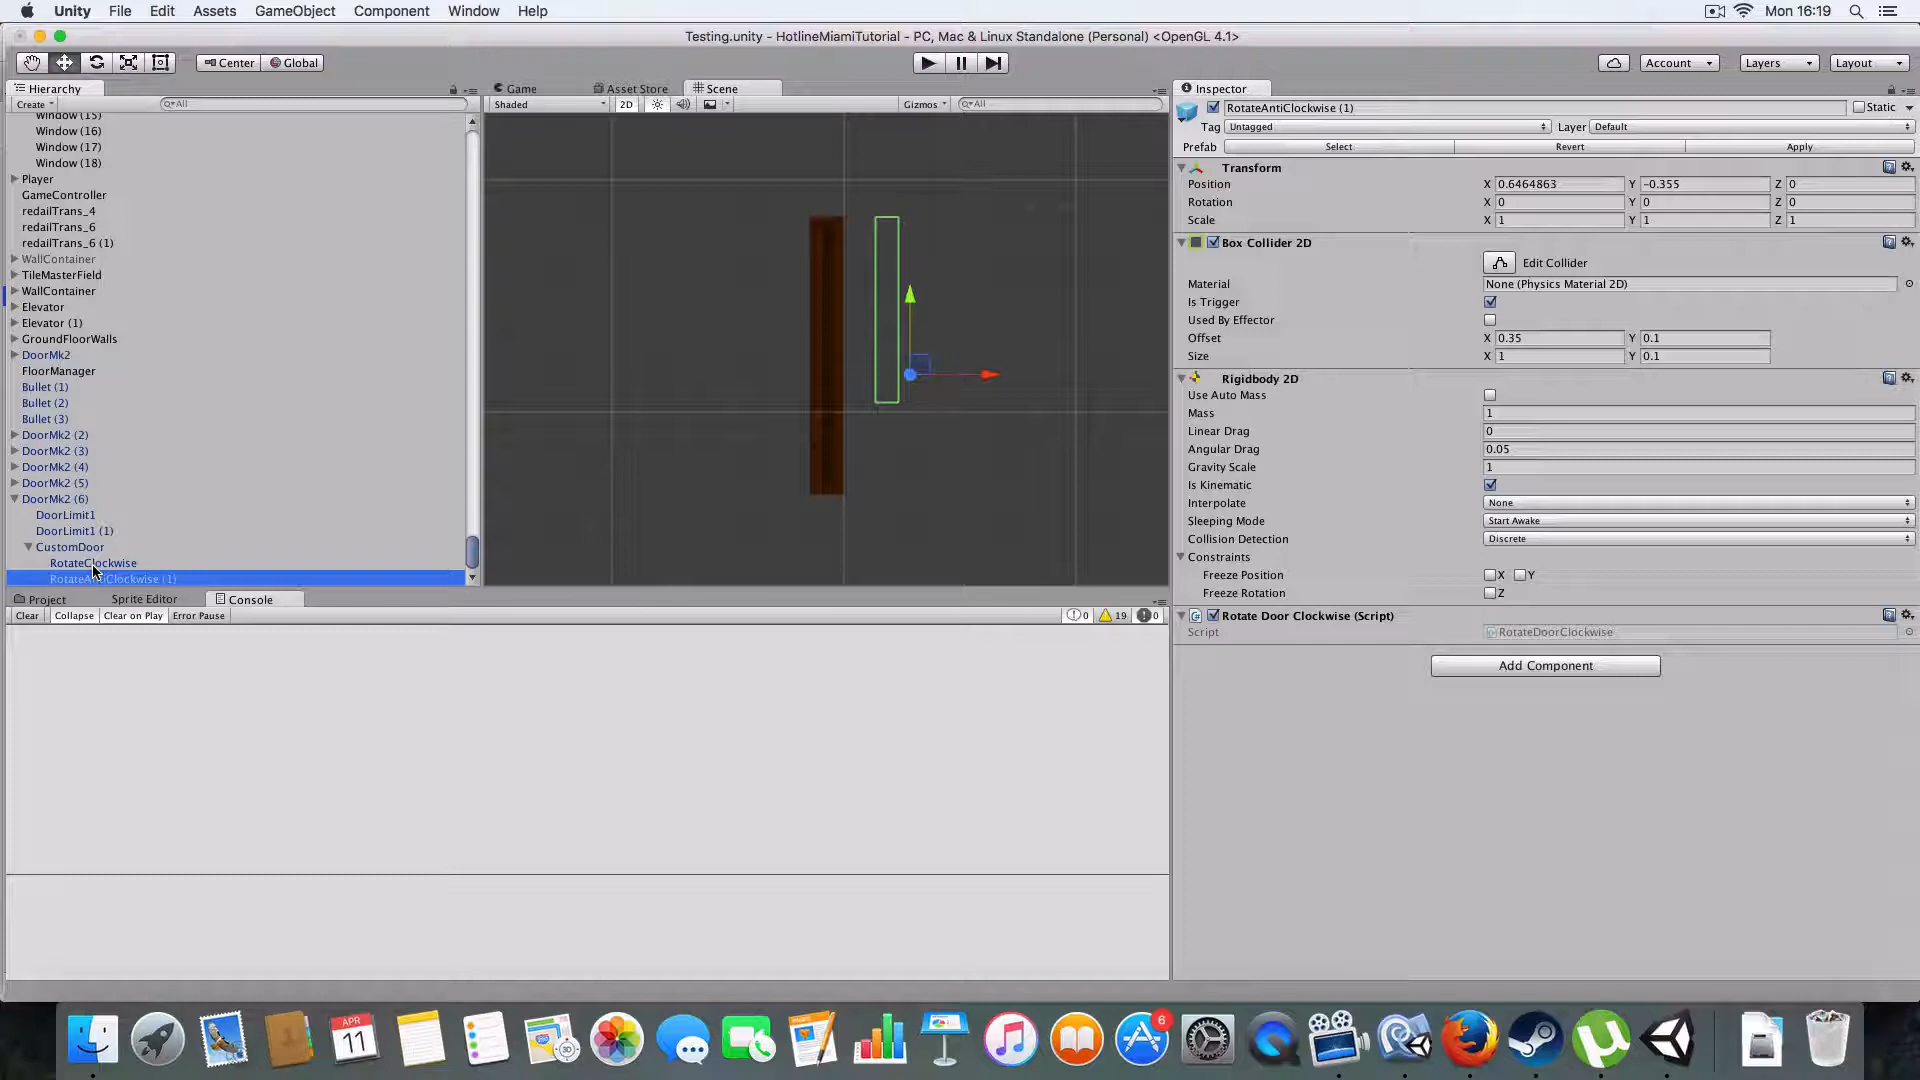 Unity File Edit Assets GameObject Component Window Help Mon 16:19
Testing.unity - HotlineMiamiTutorial - PC, Mac & Linux Standalone (Personal) <OpenGL 4.1>
Center Global Account Layers Layout
Hierarchy
Create All
Window (15)
Window (16)
Window (17)
Window (18)
Player
GameController
redailTrans_4
redailTrans_6
redailTrans_6 (1)
WallContainer
TileMasterField
WallContainer
Elevator
Elevator (1)
GroundFloorWalls
DoorMk2
FloorManager
Bullet (1)
Bullet (2)
Bullet (3)
DoorMk2 (2)
DoorMk2 (3)
DoorMk2 (4)
DoorMk2 (5)
DoorMk2 (6)
DoorLimit1
DoorLimit1 (1)
CustomDoor
RotateClockwise
RotateAntiClockwise (1)
Game Asset Store Scene
Shaded 2D Gizmos All
Inspector
RotateAntiClockwise (1) Static
Tag Untagged Layer Default
Prefab Select Revert Apply
Transform
Position X 0.6464863 Y -0.355 Z 0
Rotation X 0 Y 0 Z 0
Scale X 1 Y 1 Z 1
Box Collider 2D
Edit Collider
Material None (Physics Material 2D)
Is Trigger
Used By Effector
Offset X 0.35 Y 0.1
Size X 1 Y 0.1
Rigidbody 2D
Use Auto Mass
Mass 1
Linear Drag 0
Angular Drag 0.05
Gravity Scale 1
Is Kinematic
Interpolate None
Sleeping Mode Start Awake
Collision Detection Discrete
Constraints
Freeze Position X Y
Freeze Rotation Z
Rotate Door Clockwise (Script)
Script RotateDoorClockwise
Add Component
Project Sprite Editor Console
Clear Collapse Clear on Play Error Pause 0 19 0
APR
11
3D
6